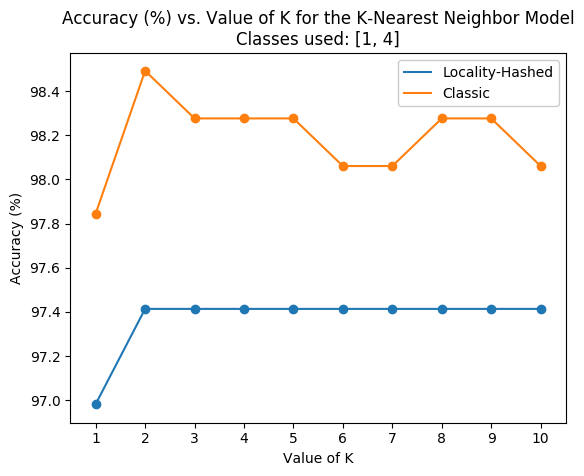 Accuracy (%) vs. Value of K for the K-Nearest Neighbor Model
Classes used: [1, 4]
Locality-Hashed
Classic
98.4
98.2
98.0
97.8
97.6
97.4
97.2
97.0
Accuracy (%)
1 2 3 4 5 6 7 8 9 10
Value of K